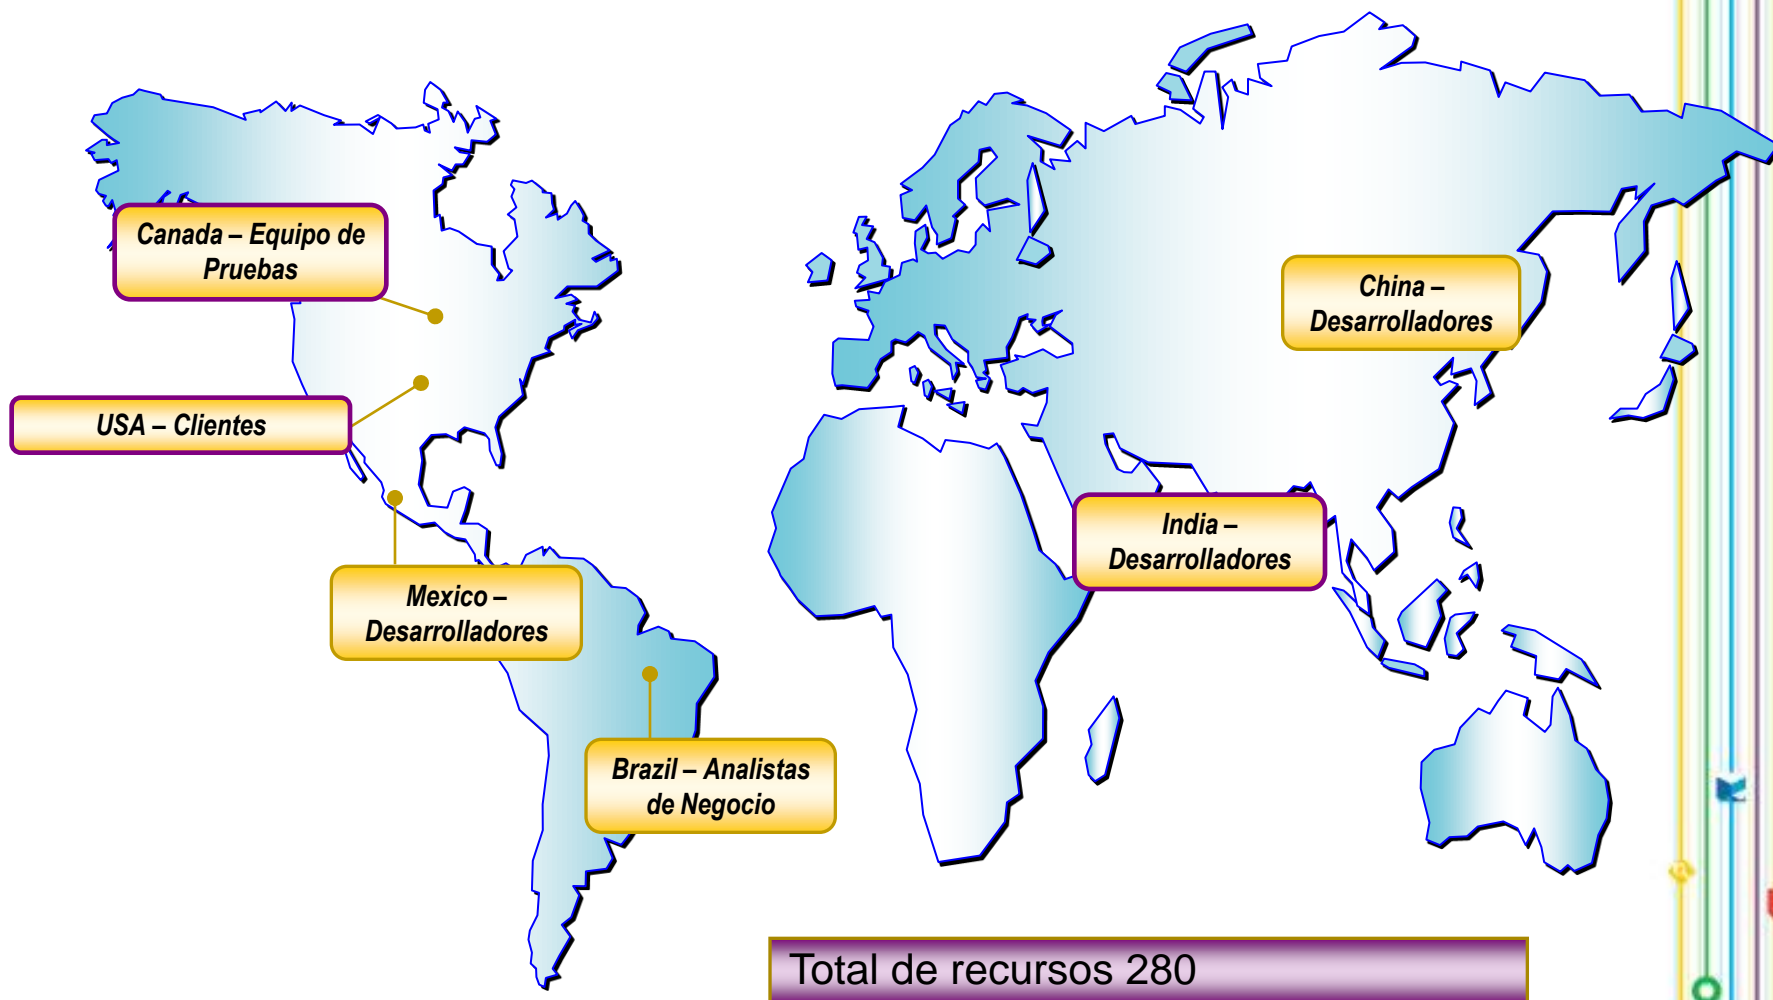 Canada – Equipo de
Pruebas
China –
Desarrolladores
USA – Clientes
India –
Desarrolladores
Mexico –
Desarrolladores
Brazil – Analistas
de Negocio
Total de recursos 280